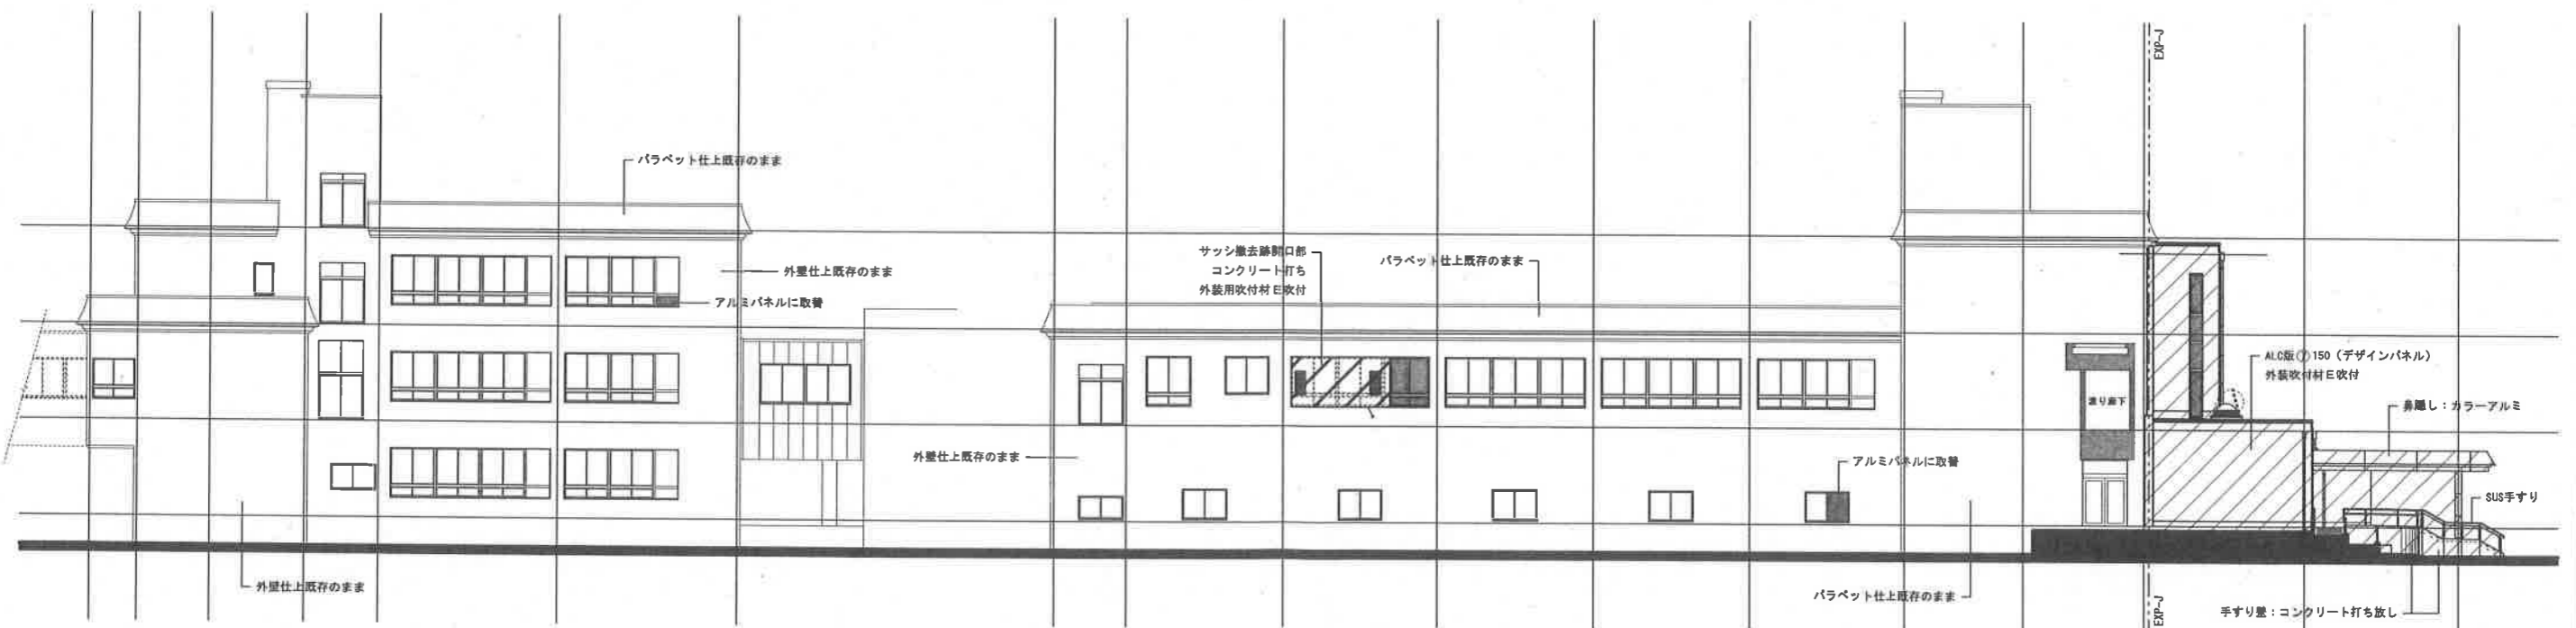 EXP-J
パラペット仕上既存のまま
外壁仕上既存のまま
アルミパネルに取替
サッシ撤去跡開口部
コンクリート打ち
外装用吹付材E吹付
パラペット仕上既存のまま
渡り廊下
ALC版㋐150(デザインパネル)
外装吹付材E吹付
鼻隠し:カラーアルミ
外壁仕上既存のまま
アルミパネルに取替
SUS手すり
外壁仕上既存のまま
パラペット仕上既存のまま
EXP-J
手すり壁:コンクリート打ち放し